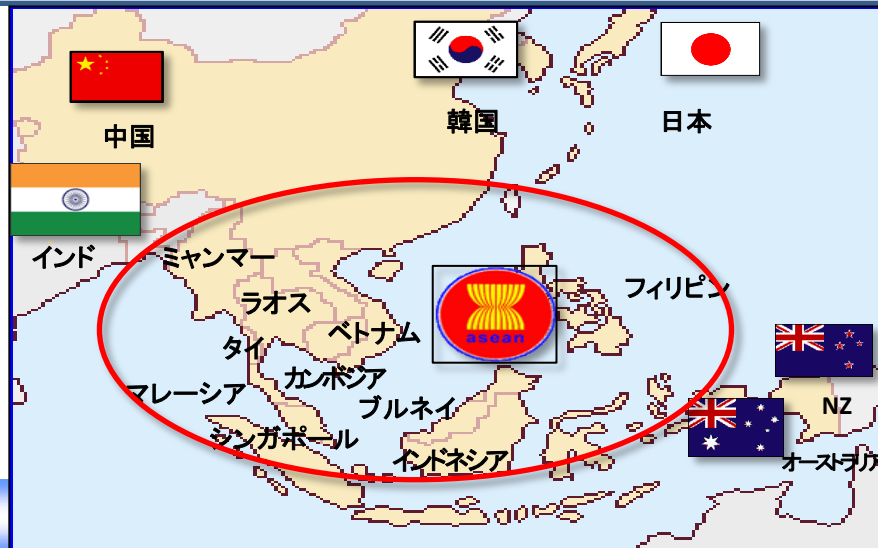 中国
韓国
日本
インド
ミャンマー
ラオス
フィリピン
タイ
ベトナム
asean
カンボジア
マレーシア
ブルネイ
NZ
シンガポール
インドネシア
オーストラリア